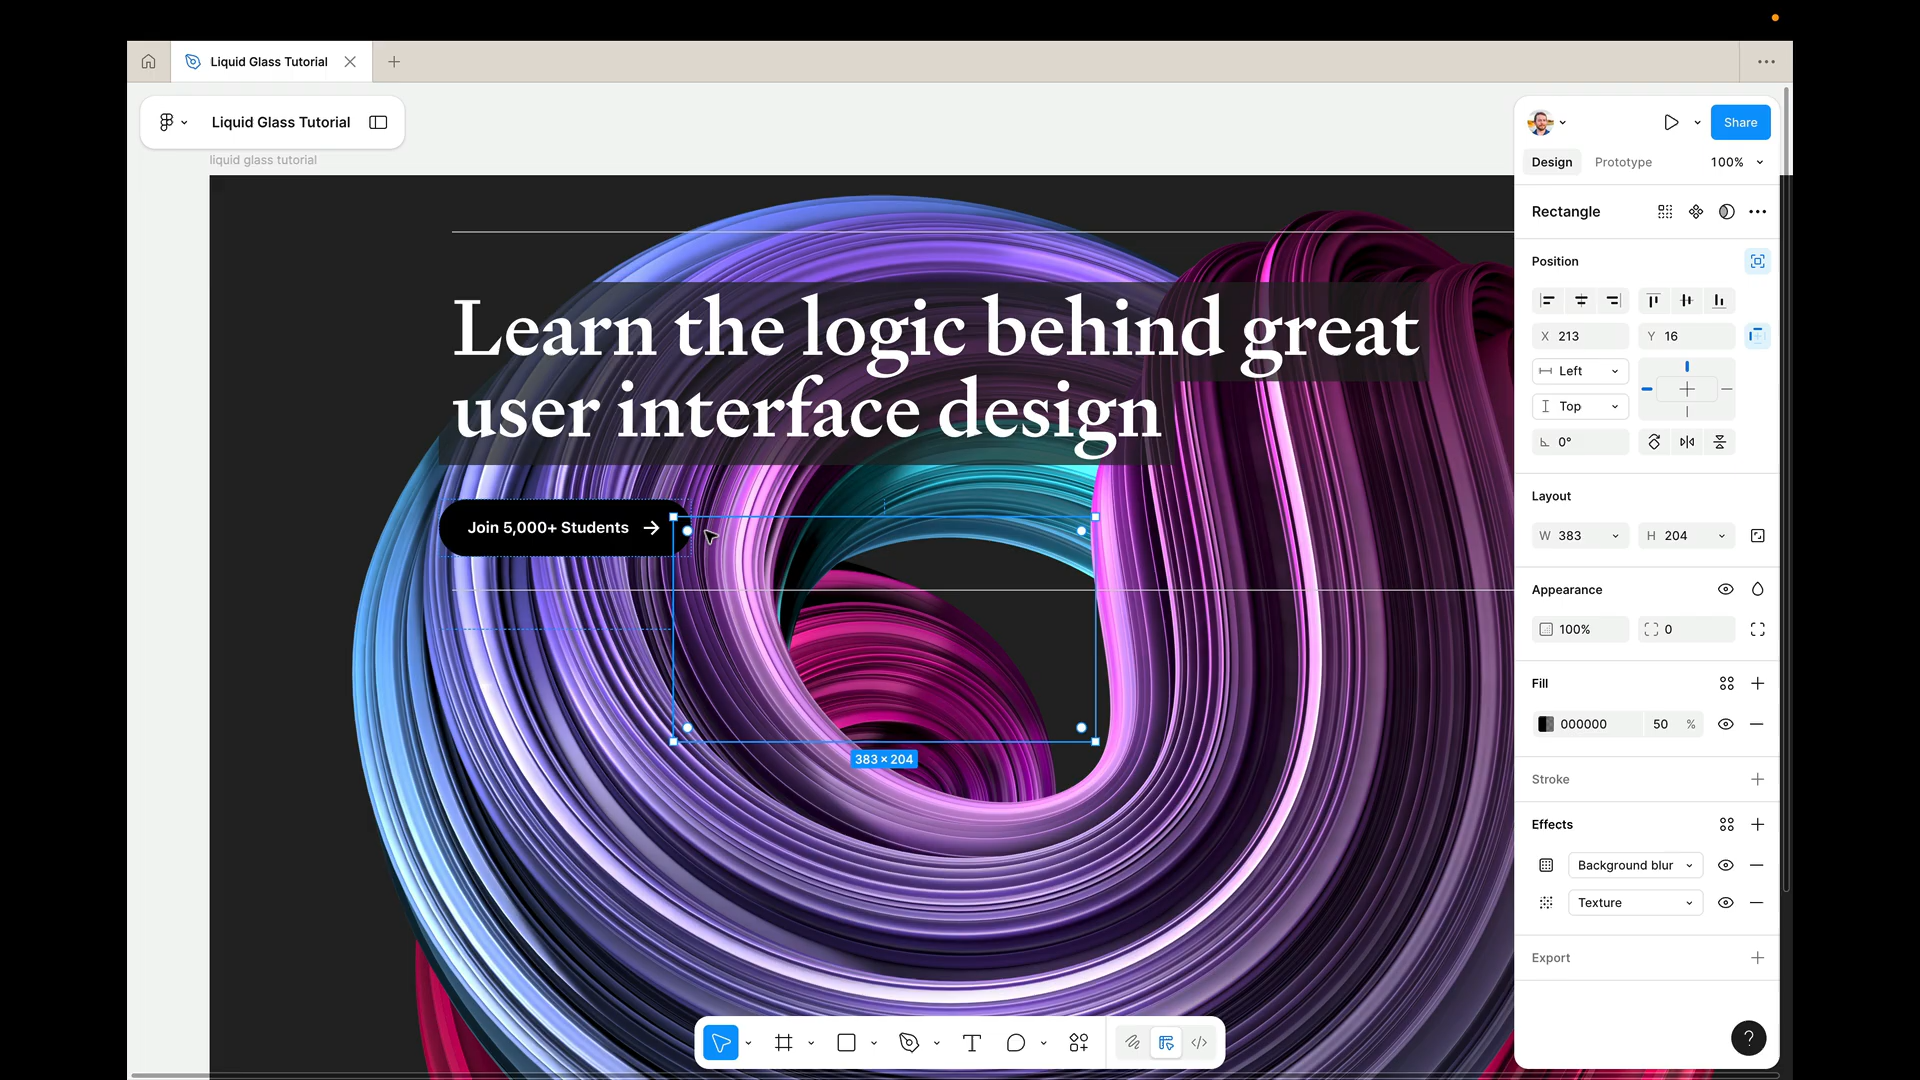 Liquid Glass Tutorial
Liquid Glass Tutorial
liquid glass tutorial
Learn the logic behind great
user interface design
Join 5,000+ Students
383 × 204
Share
Design
Prototype
100%
Rectangle
Position
X 213
Y 16
Left
Top
0°
Layout
W 383
H 204
Appearance
100%
0
Fill
000000
50 %
Stroke
Effects
Background blur
Texture
Export
?